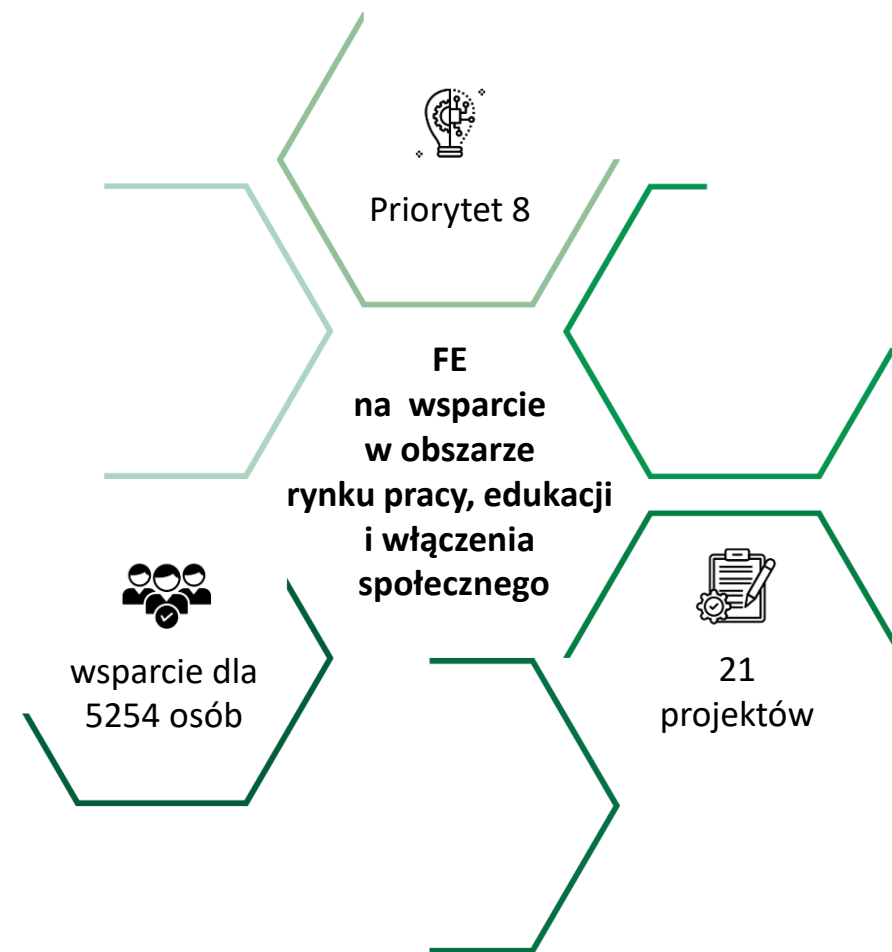 Priorytet 8
FE
na wsparcie
w obszarze
rynku pracy, edukacji
i włączenia
społecznego
wsparcie dla
5254 osób
21
projektów